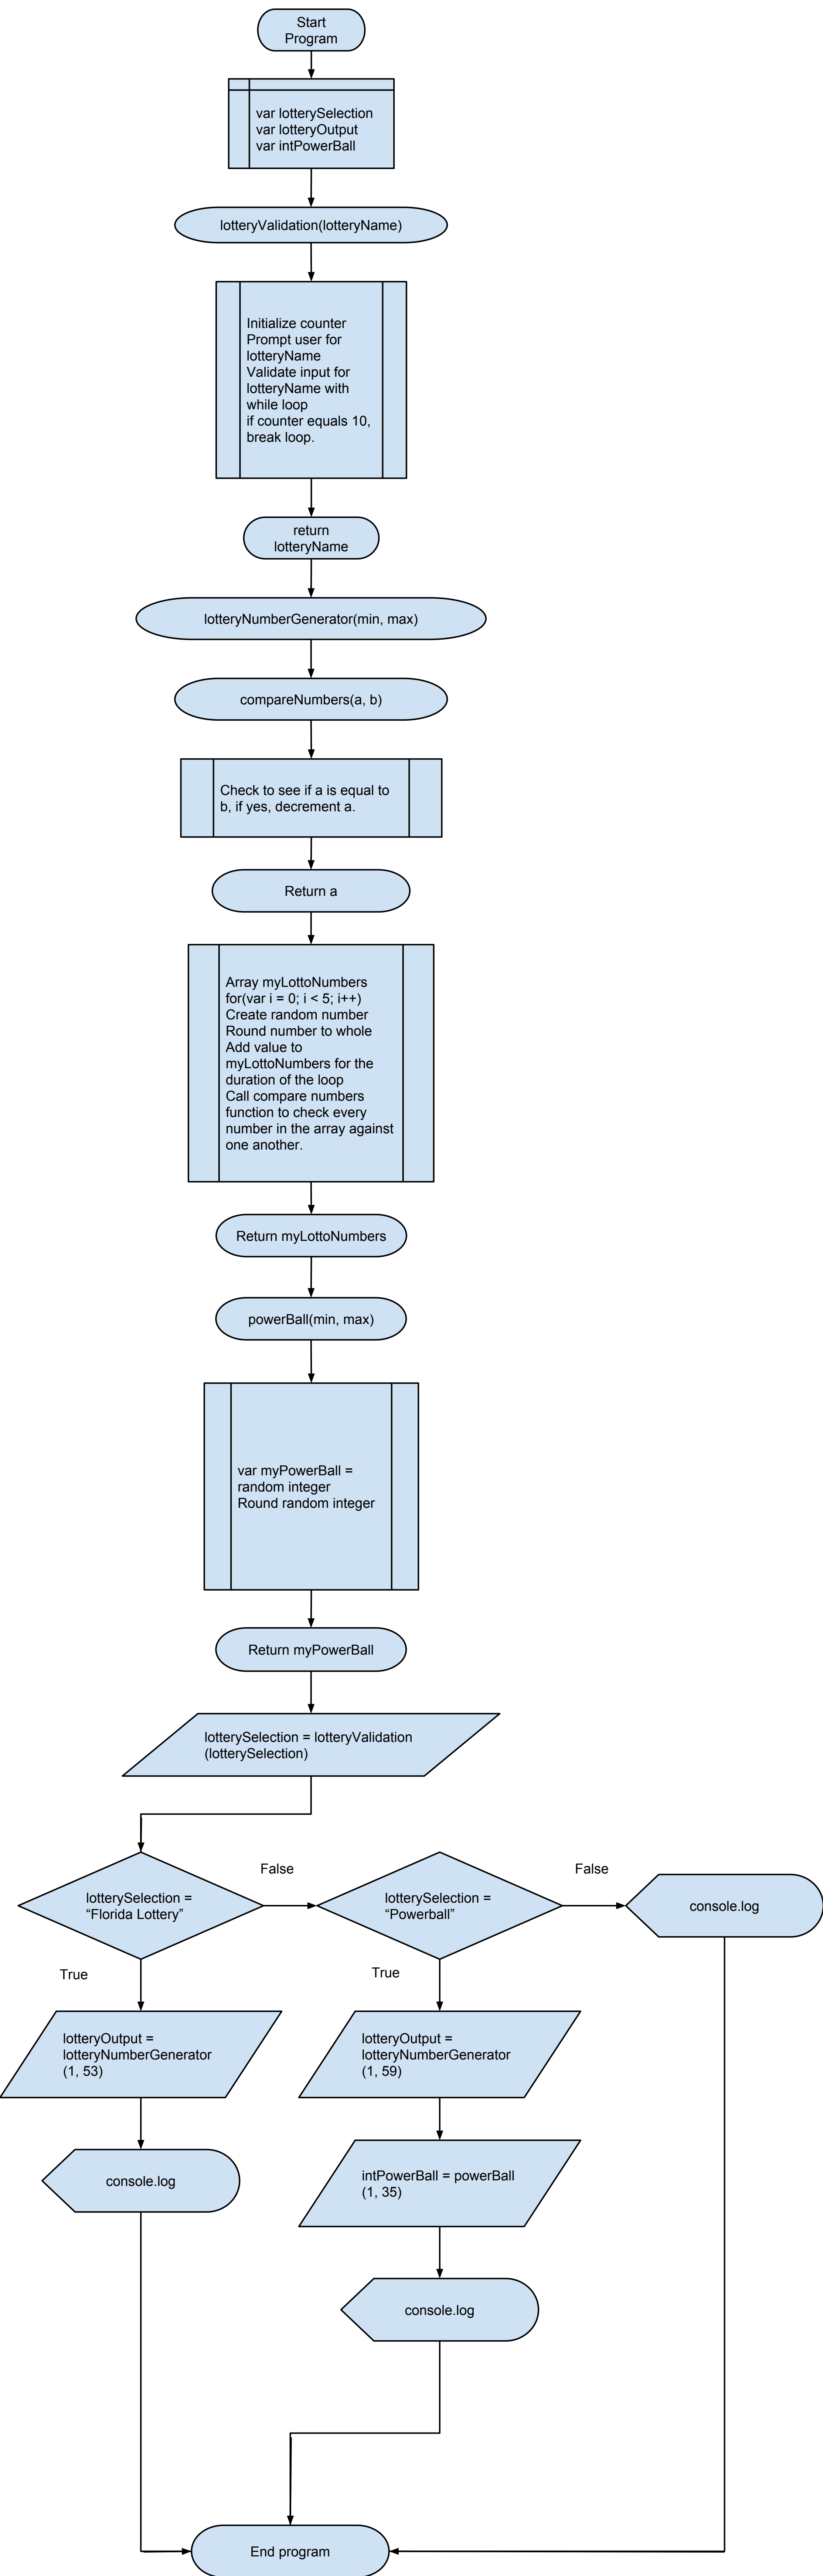 Start
Program
var lotterySelection
var lotteryOutput
var intPowerBall
lotteryValidation(lotteryName)
Initialize counter
Prompt user for
lotteryName
Validate input for
lotteryName with
while loop
if counter equals 10,
break loop.
return
lotteryName
lotteryNumberGenerator(min, max)
compareNumbers(a, b)
Check to see if a is equal to
b, if yes, decrement a.
Return a
Array myLottoNumbers
for(var i = 0; i < 5; i++)
Create random number
Round number to whole
Add value to
myLottoNumbers for the
duration of the loop
Call compare numbers
function to check every
number in the array against
one another.
Return myLottoNumbers
powerBall(min, max)
var myPowerBall =
random integer
Round random integer
Return myPowerBall
lotterySelection = lotteryValidation
(lotterySelection)
lotterySelection =
“Florida Lottery”
False
lotterySelection =
“Powerball”
False
console.log
True
True
lotteryOutput =
lotteryNumberGenerator
(1, 53)
lotteryOutput =
lotteryNumberGenerator
(1, 59)
console.log
intPowerBall = powerBall
(1, 35)
console.log
End program